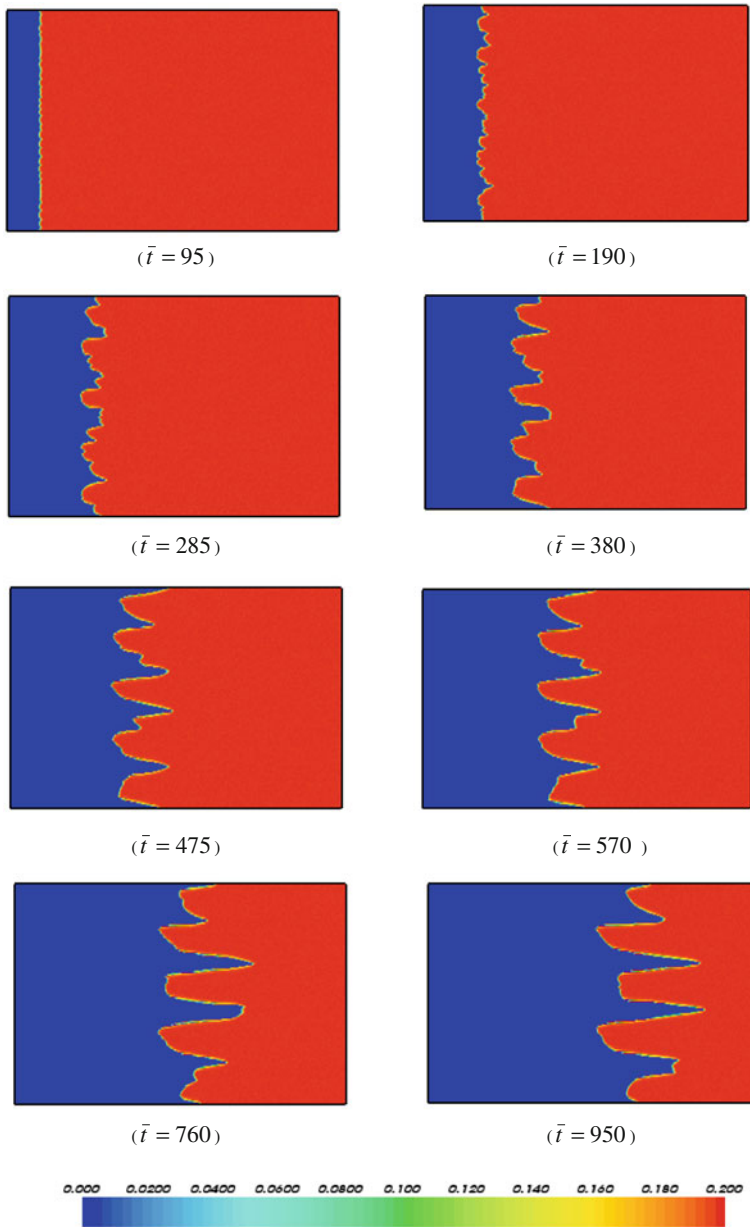 (t̄ = 95) (t̄ = 190)
(t̄ = 285) (t̄ = 380)
(t̄ = 475) (t̄ = 570 )
(t̄ = 760) (t̄ = 950)
0.000 0.0200 0.0400 0.0600 0.0800 0.100 0.120 0.140 0.160 0.180 0.200